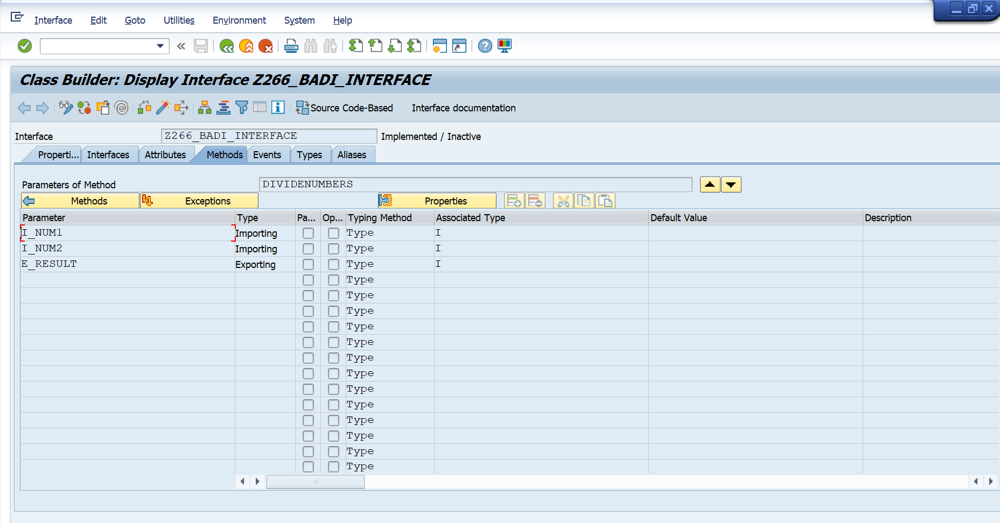 Interface Edit Goto Utilities Environment System Help
Class Builder: Display Interface Z266_BADI_INTERFACE
Source Code-Based Interface documentation
Interface Z266_BADI_INTERFACE Implemented / Inactive
Properti... Interfaces Attributes Methods Events Types Aliases
Parameters of Method DIVIDENUMBERS
Methods Exceptions Properties
Parameter Type Pa... Op... Typing Method Associated Type Default Value Description
I_NUM1 Importing Type I
I_NUM2 Importing Type I
E_RESULT Exporting Type I
Type
Type
Type
Type
Type
Type
Type
Type
Type
Type
Type
Type
Type